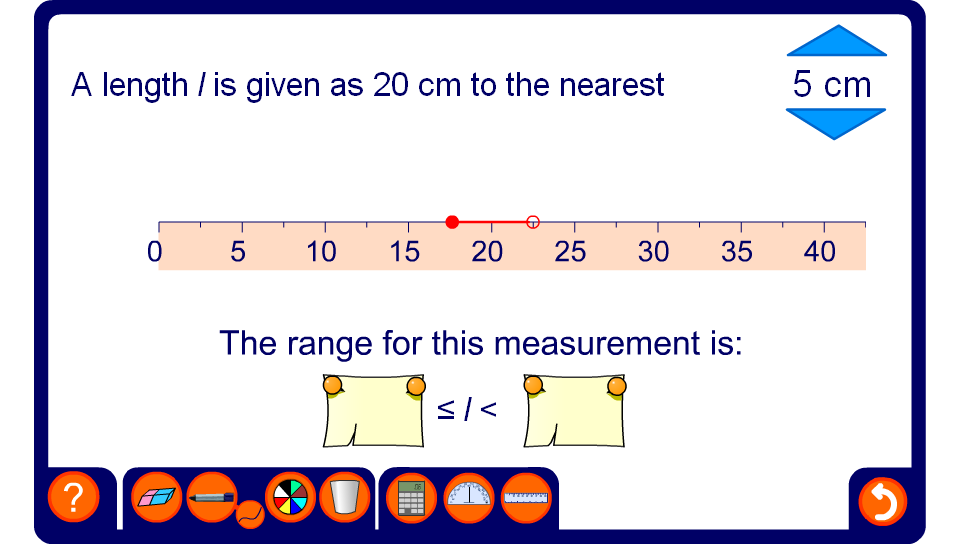 A length l is given as 20 cm to the nearest 5 cm
0 5 10 15 20 25 30 35 40
The range for this measurement is:
≤ l <
?